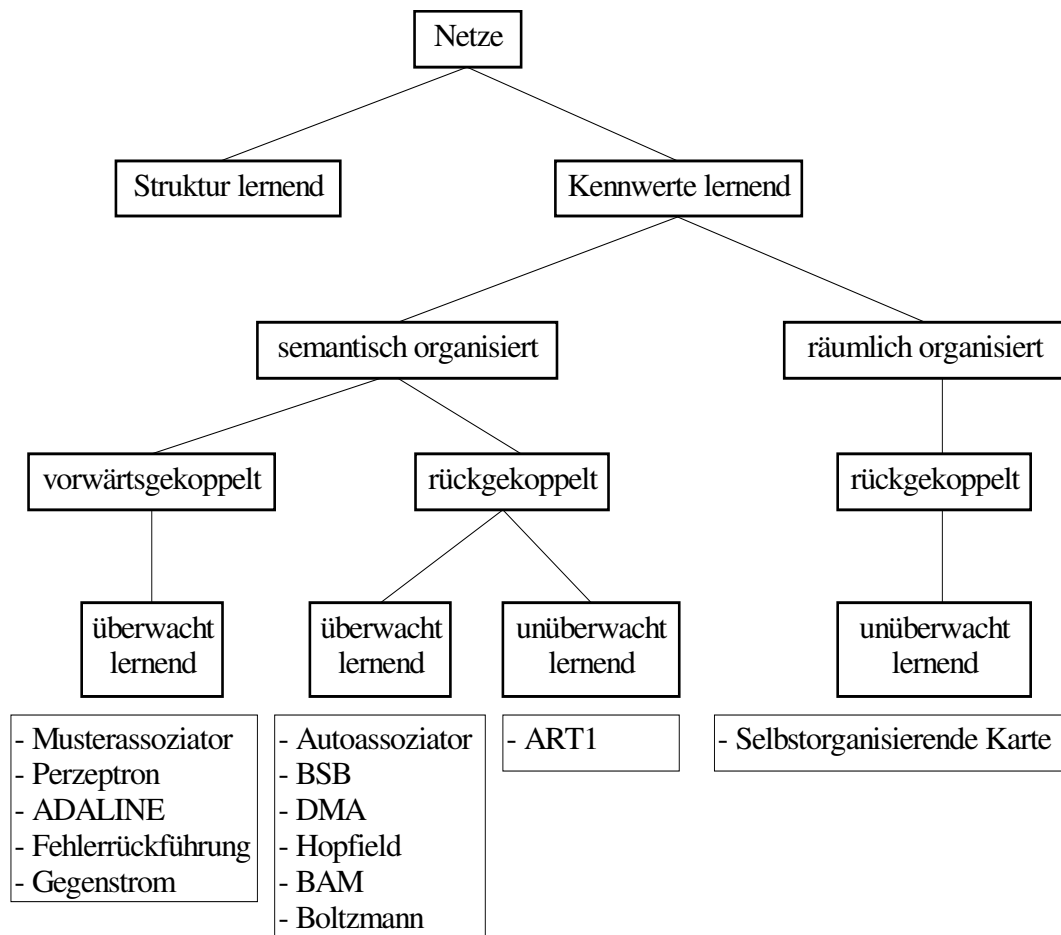 Netze
Struktur lernend
Kennwerte lernend
semantisch organisiert
räumlich organisiert
vorwärtsgekoppelt
rückgekoppelt
rückgekoppelt
überwacht
lernend
überwacht
lernend
unüberwacht
lernend
unüberwacht
lernend
- Musterassoziator
- Perzeptron
- ADALINE
- Fehlerrückführung
- Gegenstrom
- Autoassoziator
- BSB
- DMA
- Hopfield
- BAM
- Boltzmann
- ART1
- Selbstorganisierende Karte